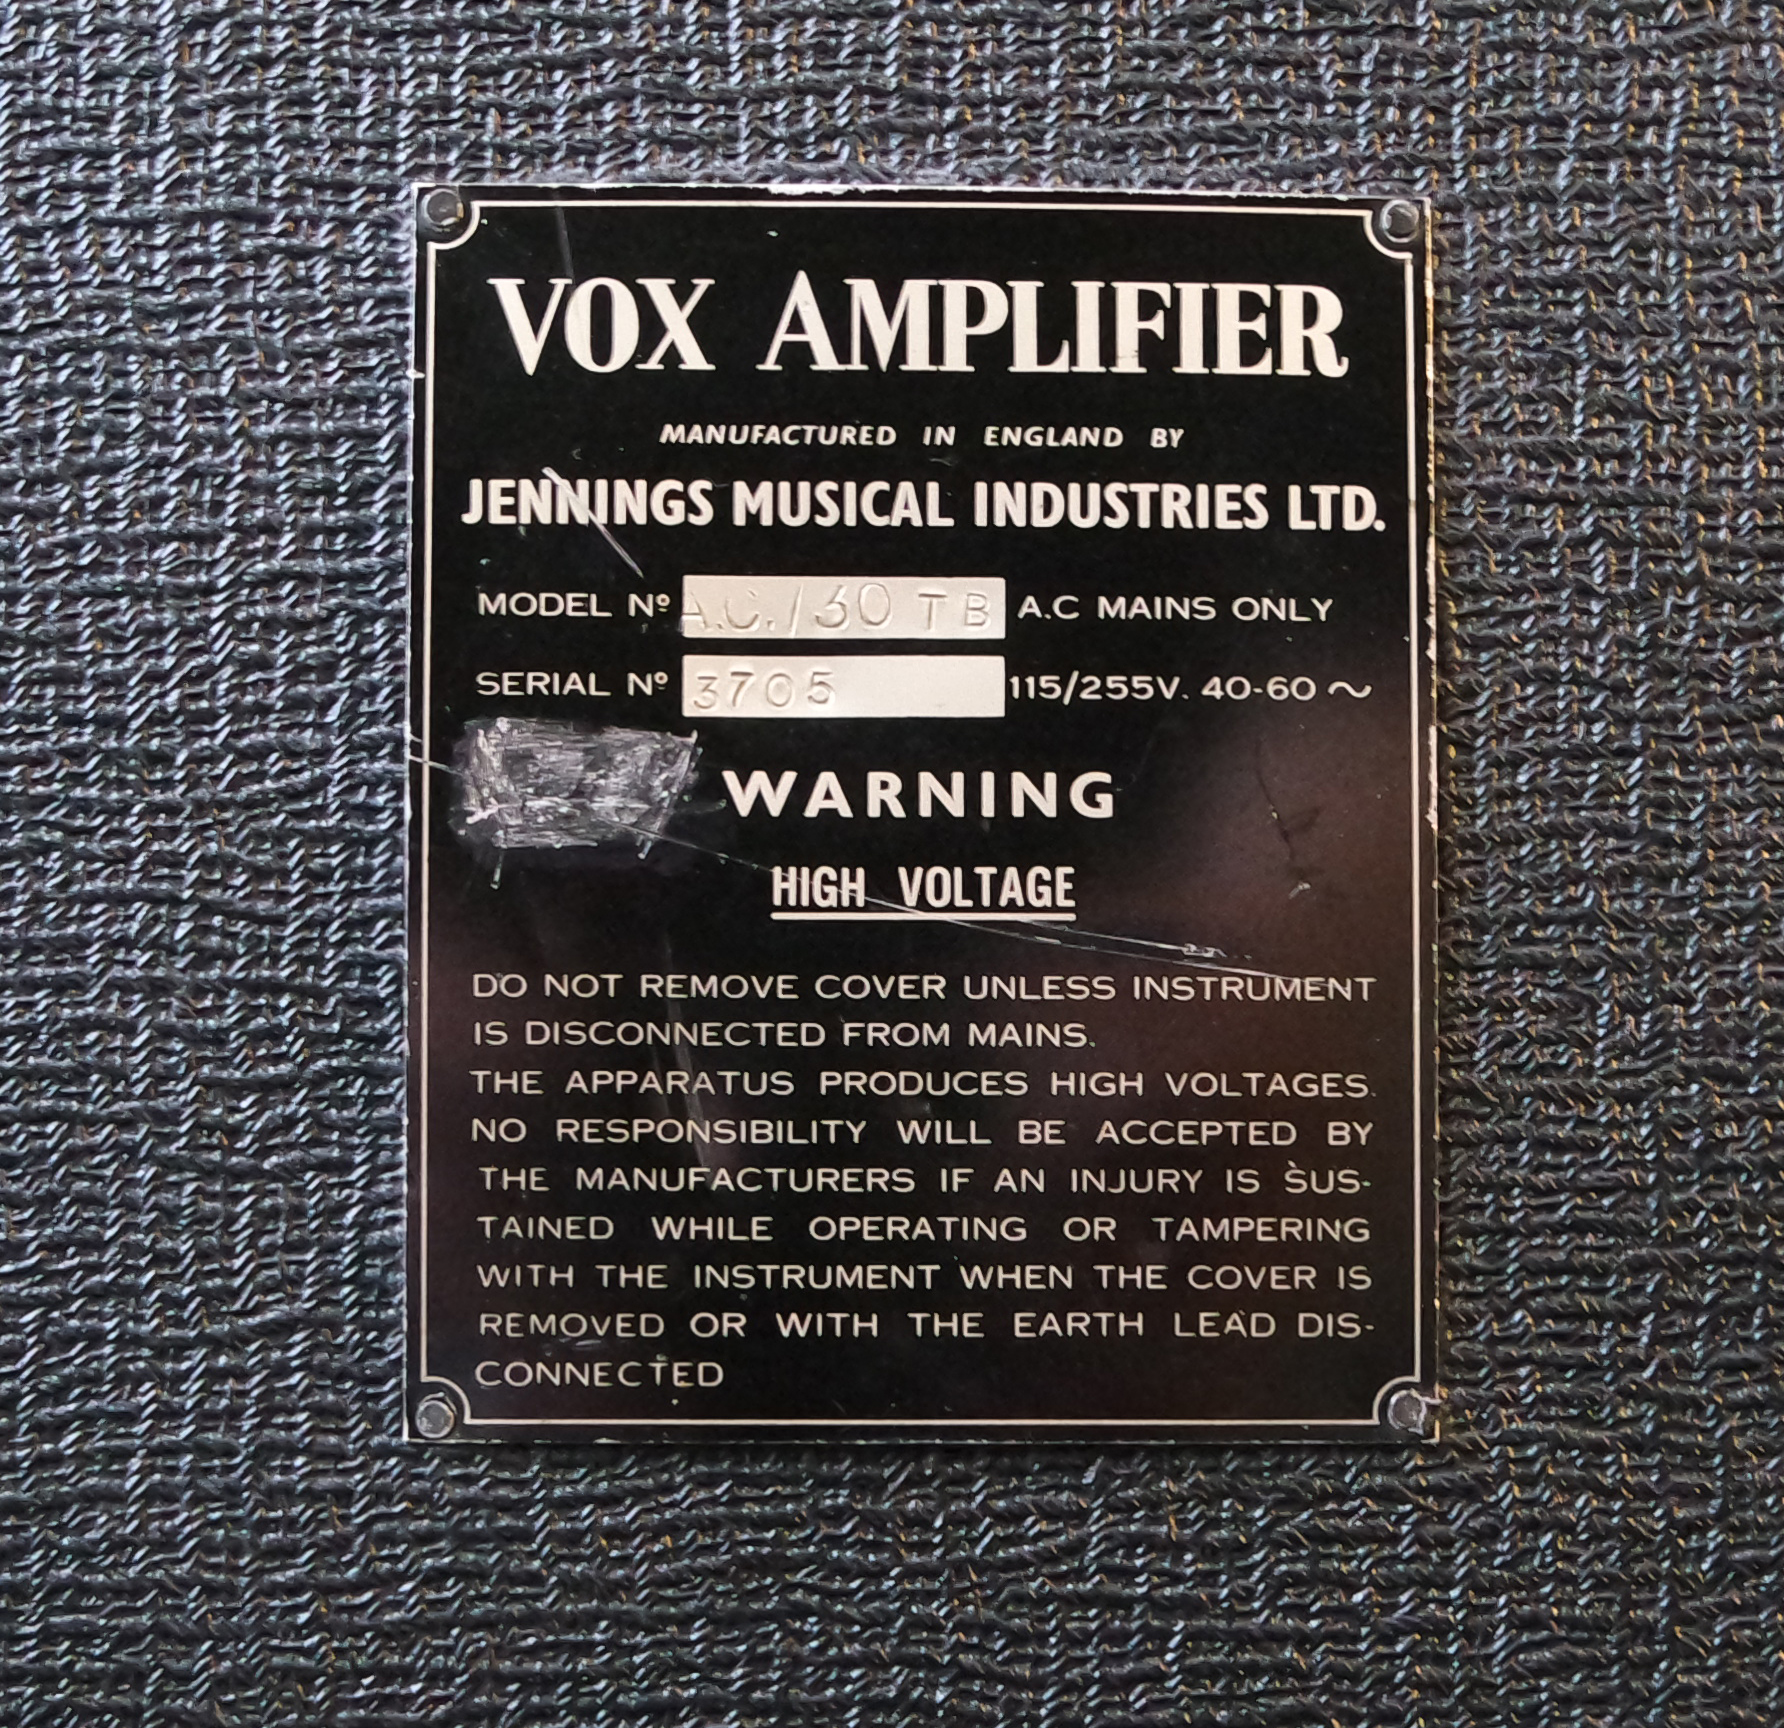 VOX AMPLIFIER
MANUFACTURED IN ENGLAND BY
JENNINGS MUSICAL INDUSTRIES LTD.
MODEL Nº A.C./30 TB A.C MAINS ONLY
SERIAL Nº 3705 115/255V. 40-60 ~
WARNING
HIGH VOLTAGE
DO NOT REMOVE COVER UNLESS INSTRUMENT
IS DISCONNECTED FROM MAINS.
THE APPARATUS PRODUCES HIGH VOLTAGES.
NO RESPONSIBILITY WILL BE ACCEPTED BY
THE MANUFACTURERS IF AN INJURY IS SUS-
TAINED WHILE OPERATING OR TAMPERING
WITH THE INSTRUMENT WHEN THE COVER IS
REMOVED OR WITH THE EARTH LEAD DIS-
CONNECTED